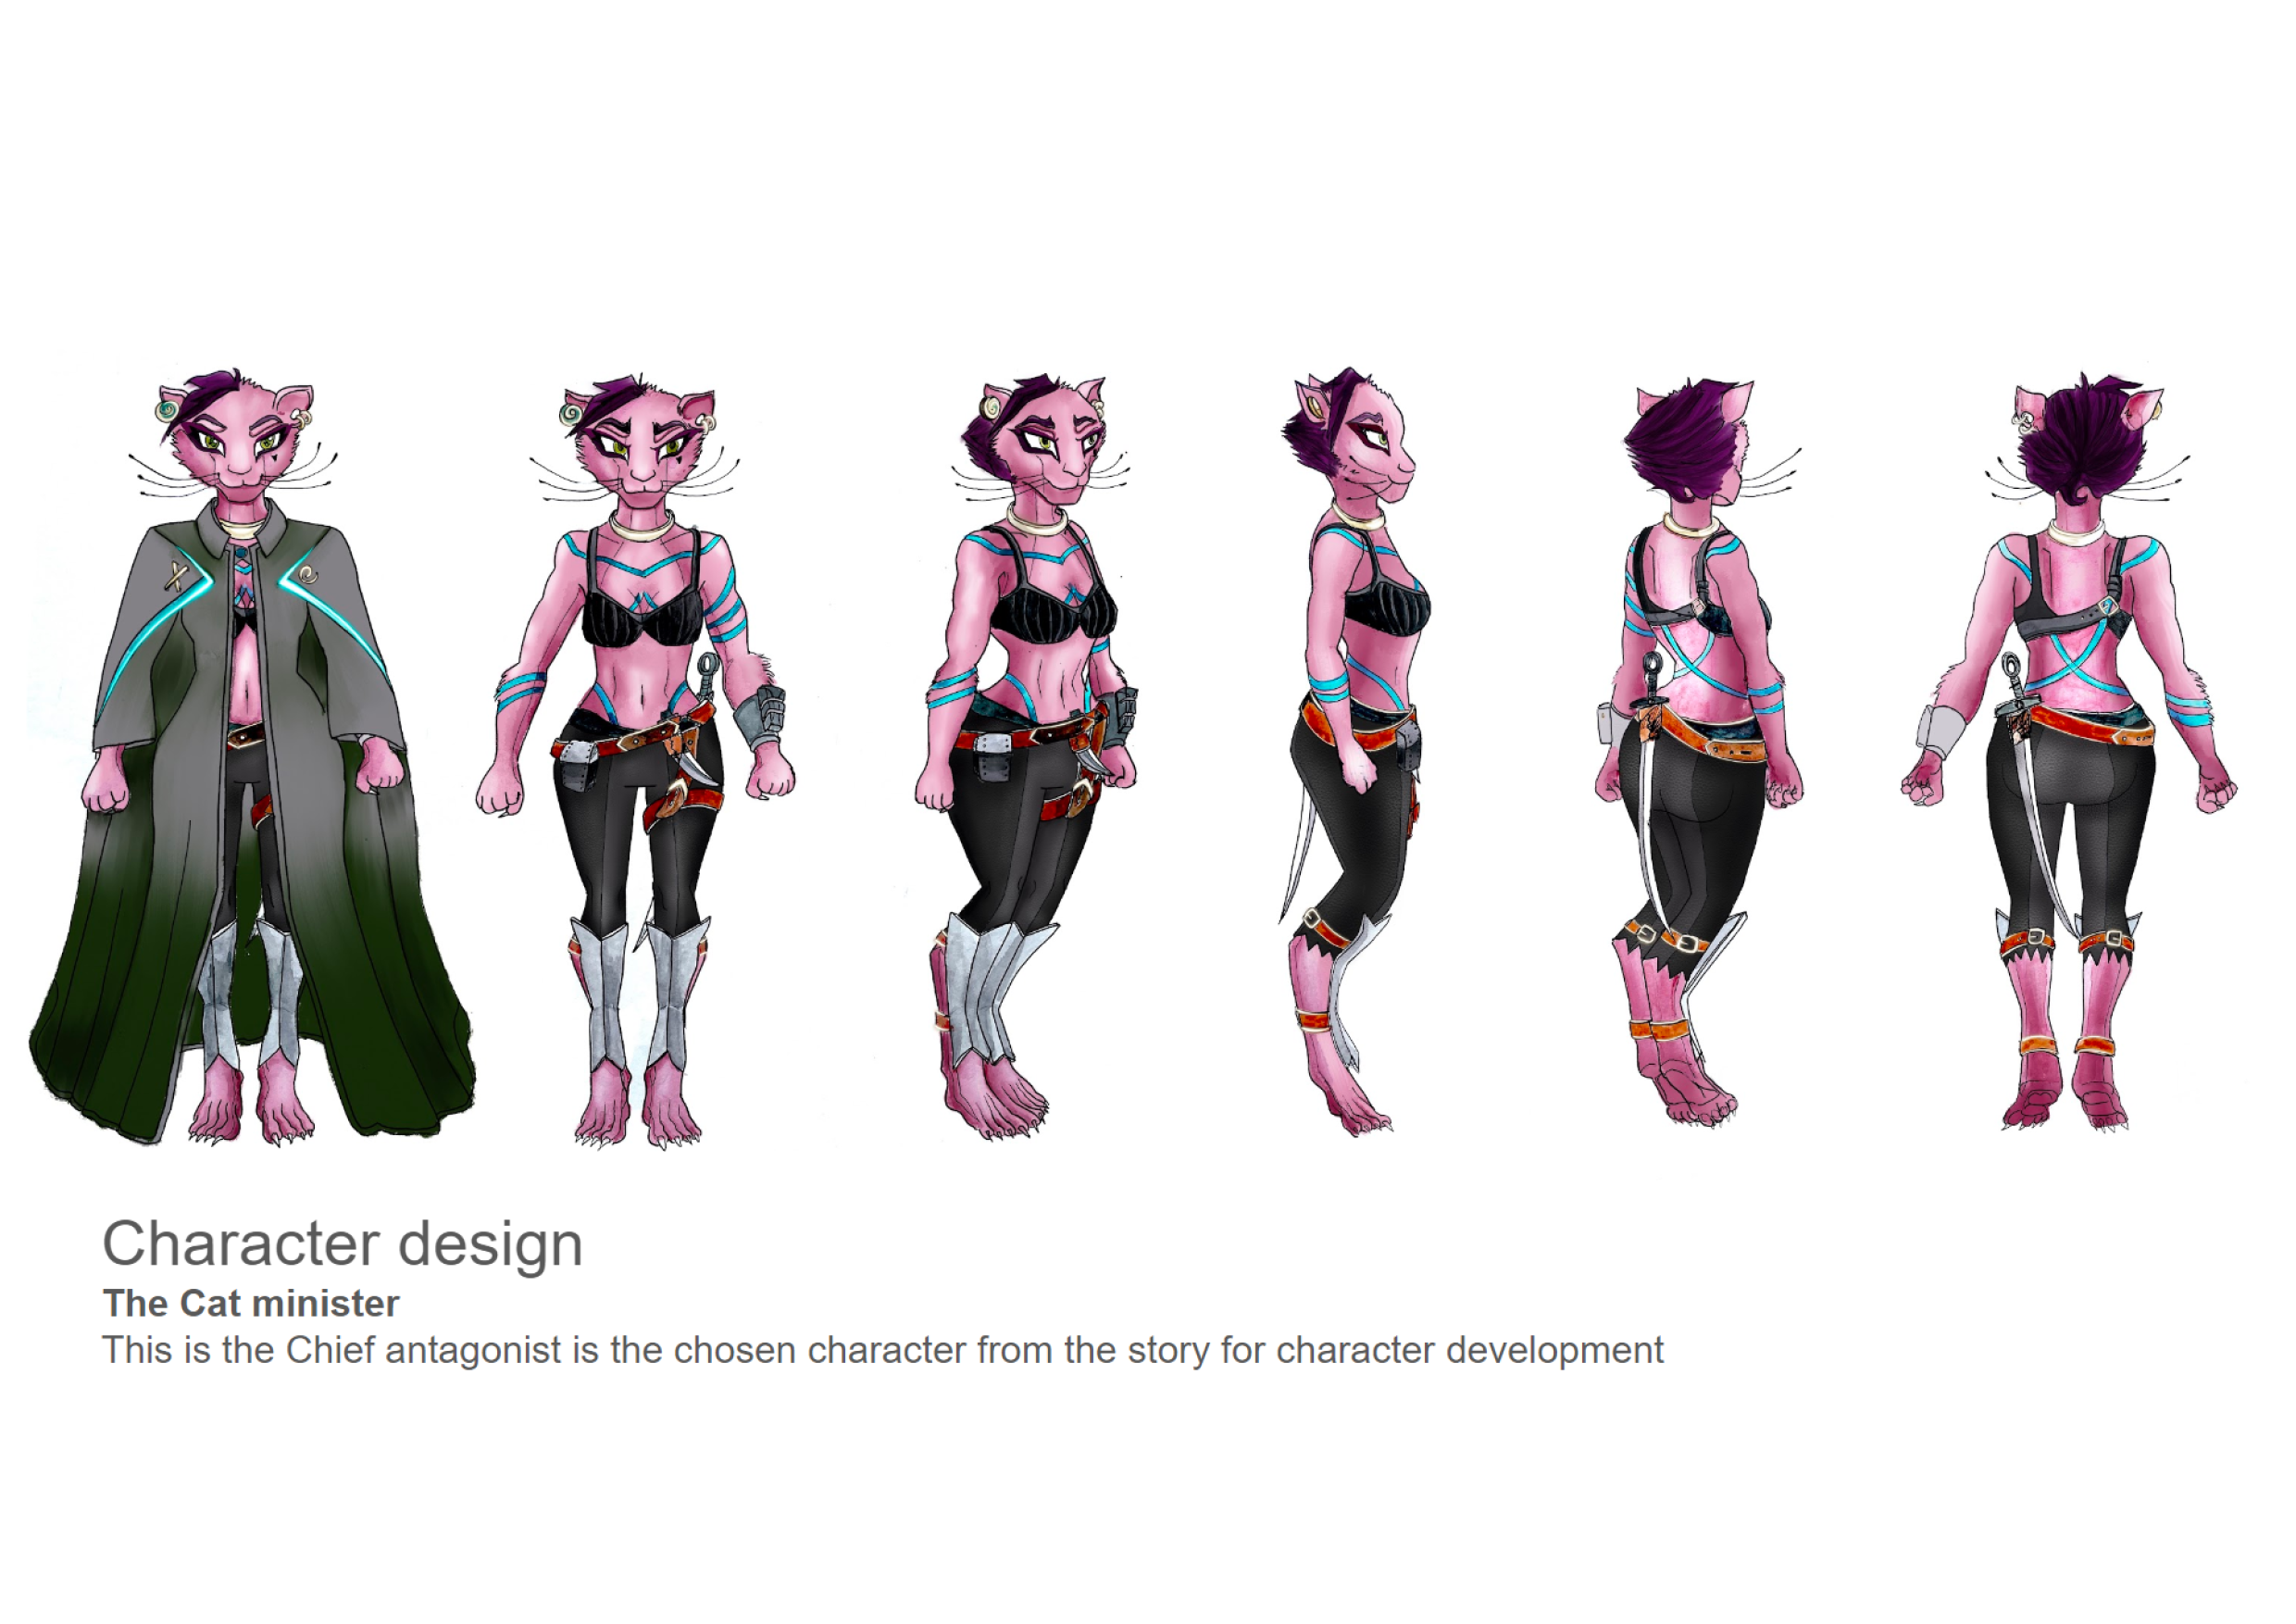 Character design
The Cat minister
This is the Chief antagonist is the chosen character from the story for character development